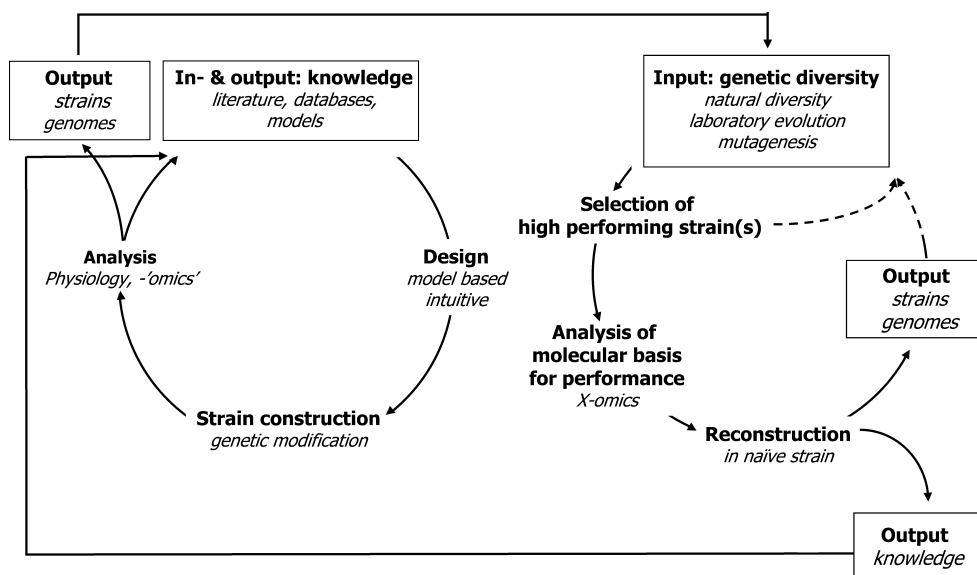 Output
strains
genomes
In- & output: knowledge
literature, databases,
models
Analysis
Physiology, -'omics'
Design
model based
intuitive
Strain construction
genetic modification
Input: genetic diversity
natural diversity
laboratory evolution
mutagenesis
Selection of
high performing strain(s)
Analysis of
molecular basis
for performance
X-omics
Reconstruction
in naïve strain
Output
strains
genomes
Output
knowledge